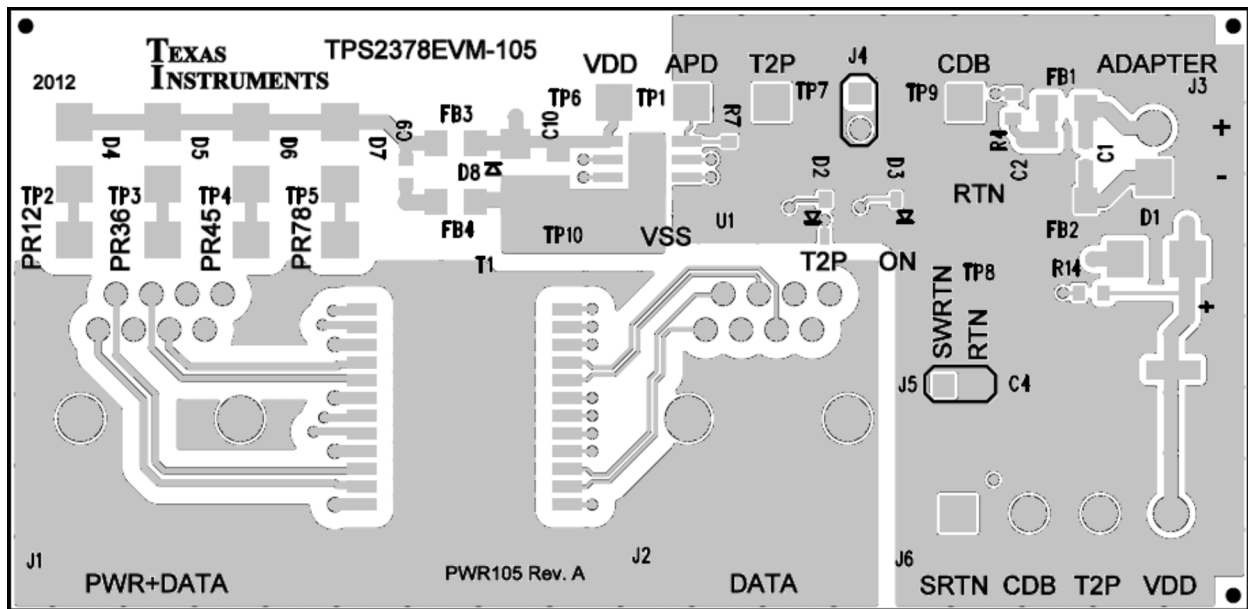 TEXAS INSTRUMENTS
TPS2378EVM-105
2012
VDD
APD
T2P
J4
CDB
FB1
ADAPTER
J3
TP6
TP1
R7
TP7
TP9
R4
C2
C1
+
-
D4
D5
D6
D7
C9
FB3
C10
D8
FB4
TP2
TP3
TP4
TP5
PR12
PR36
PR45
PR78
TP10
VSS
U1
D2
D3
T2P
ON
RTN
FB2
D1
R14
TP8
SWRTN
RTN
+
T1
J5
C4
J1
PWR+DATA
PWR105 Rev. A
J2
DATA
J6
SRTN
CDB
T2P
VDD